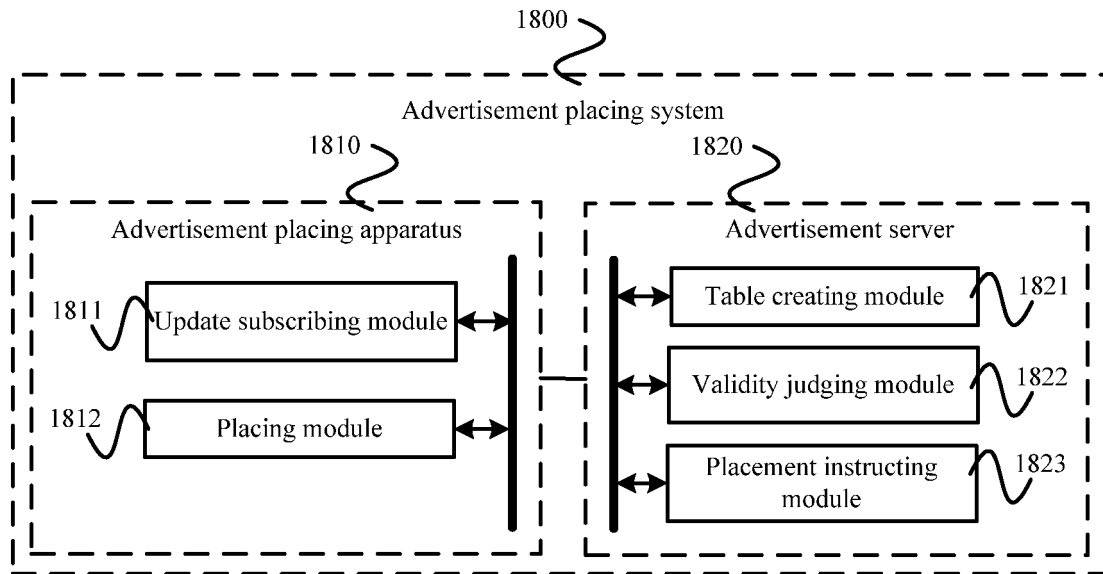 1800
Advertisement placing system
1810
1820
Advertisement placing apparatus
Advertisement server
1811
Update subscribing module
1812
Placing module
Table creating module
1821
Validity judging module
1822
Placement instructing
module
1823